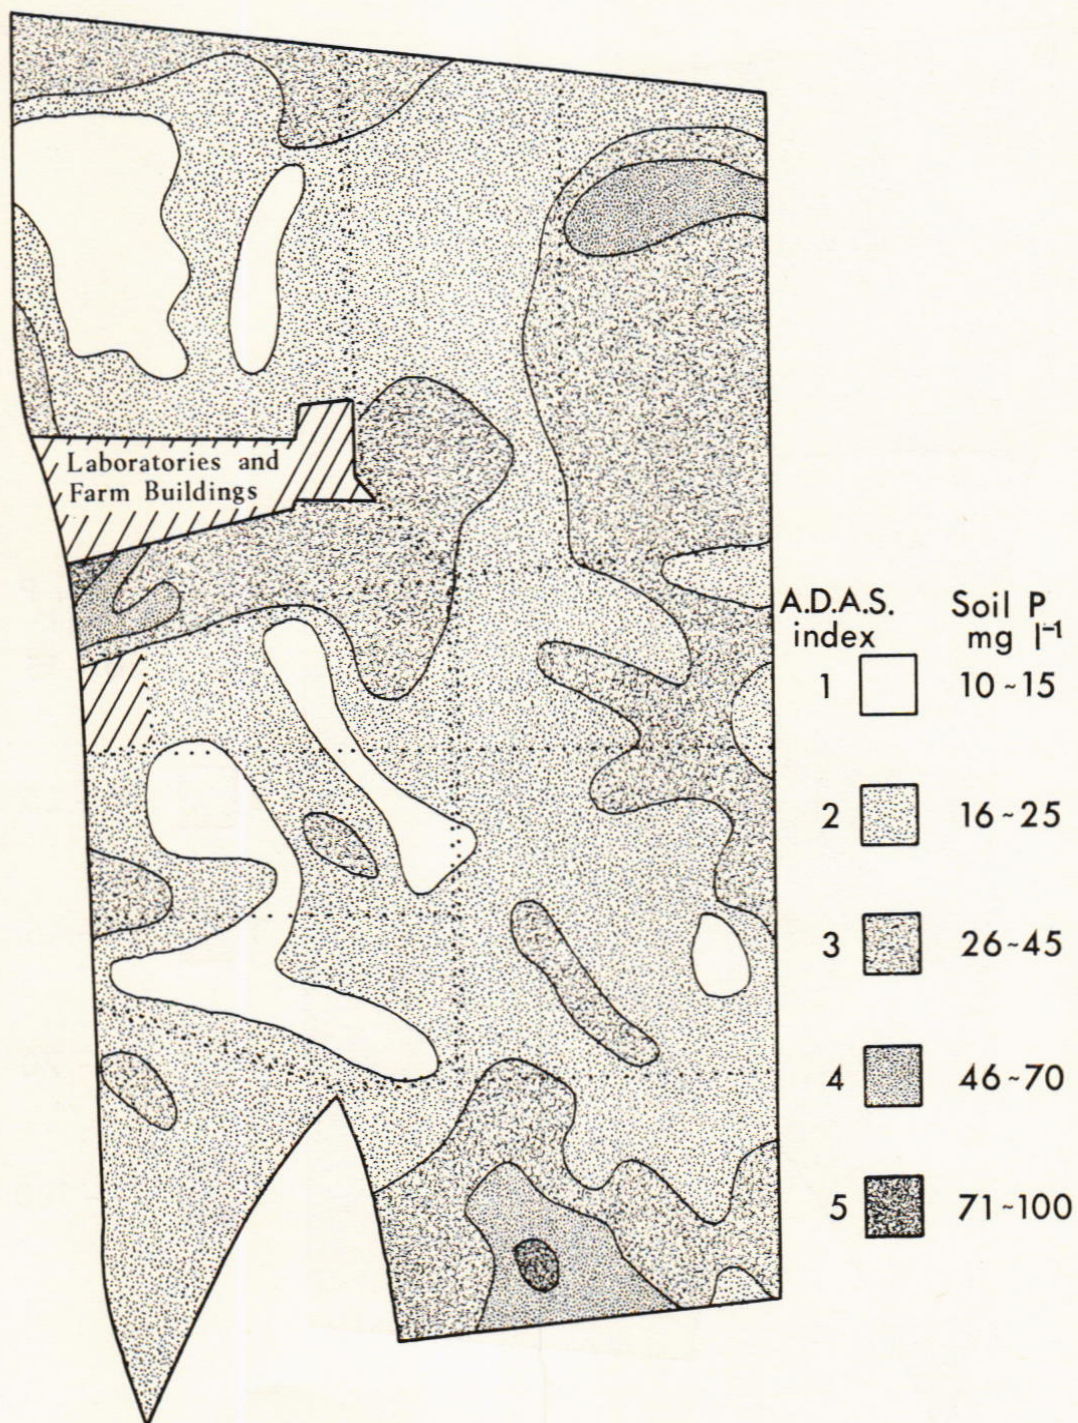 Laboratories and
Farm Buildings
A.D.A.S. Soil P
index mg l⁻¹
1 10~15
2 16~25
3 26~45
4 46~70
5 71~100